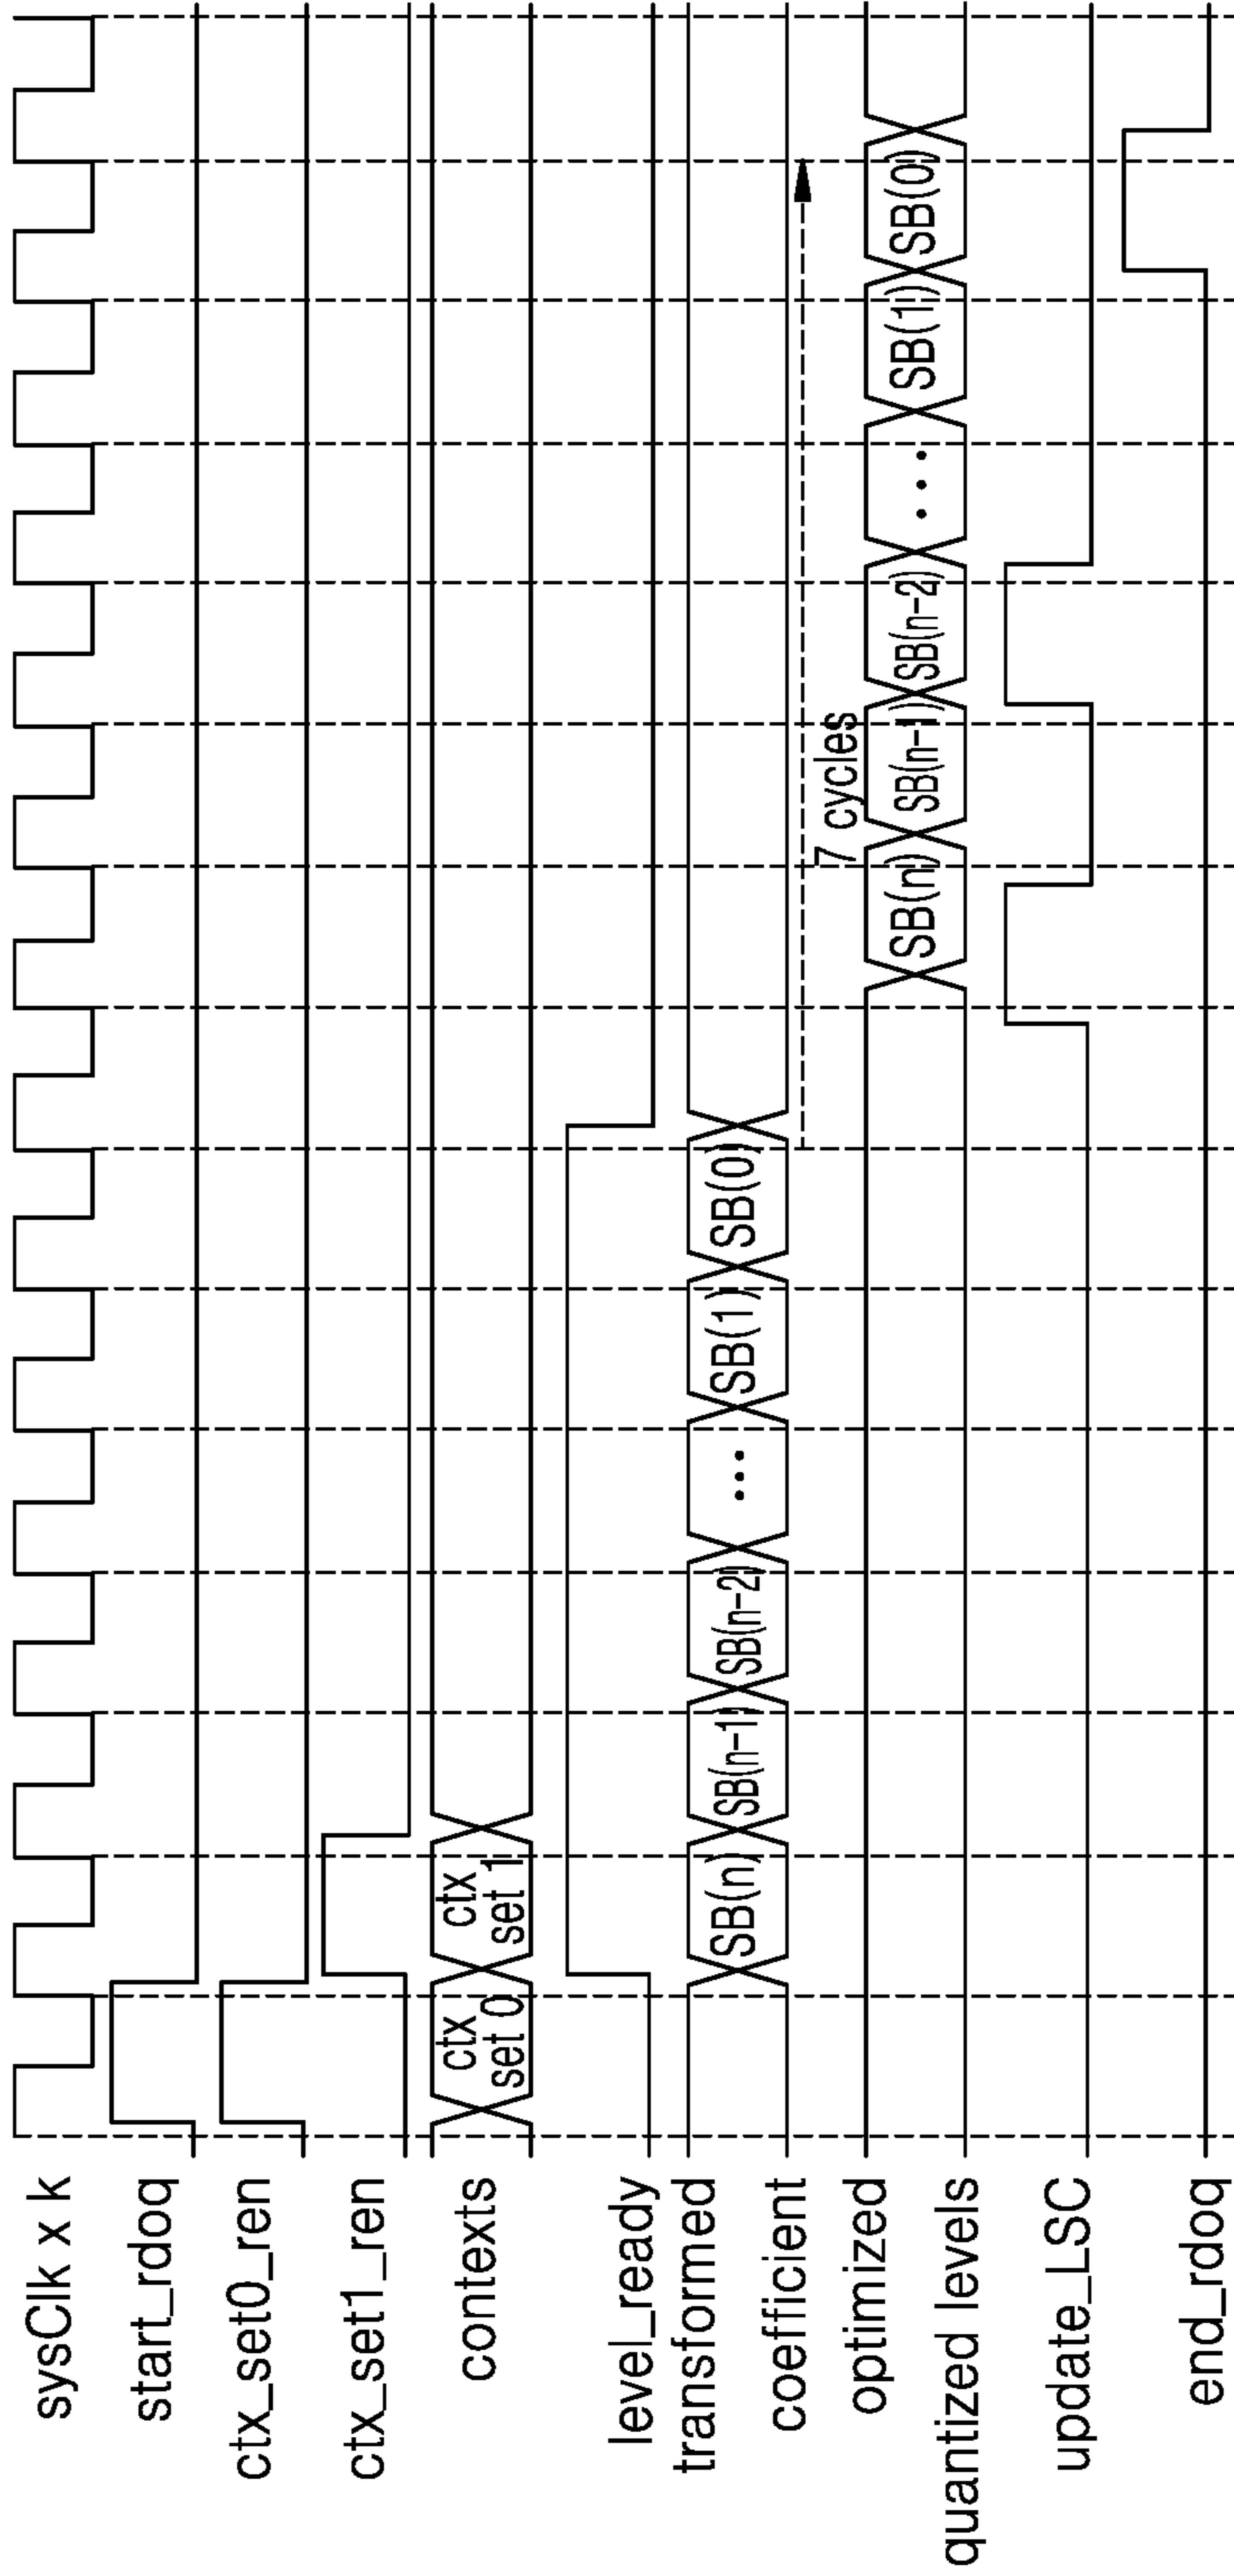 sysClk x k
start_rdoq
ctx_set0_ren
ctx_set1_ren
contexts
ctx
set 0
ctx
set 1
level_ready
transformed
coefficient
SB(n)
SB(n-1)
SB(n-2)
...
SB(1)
SB(0)
7 cycles
optimized
quantized levels
SB(n)
SB(n-1)
SB(n-2)
...
SB(1)
SB(0)
update_LSC
end_rdoq